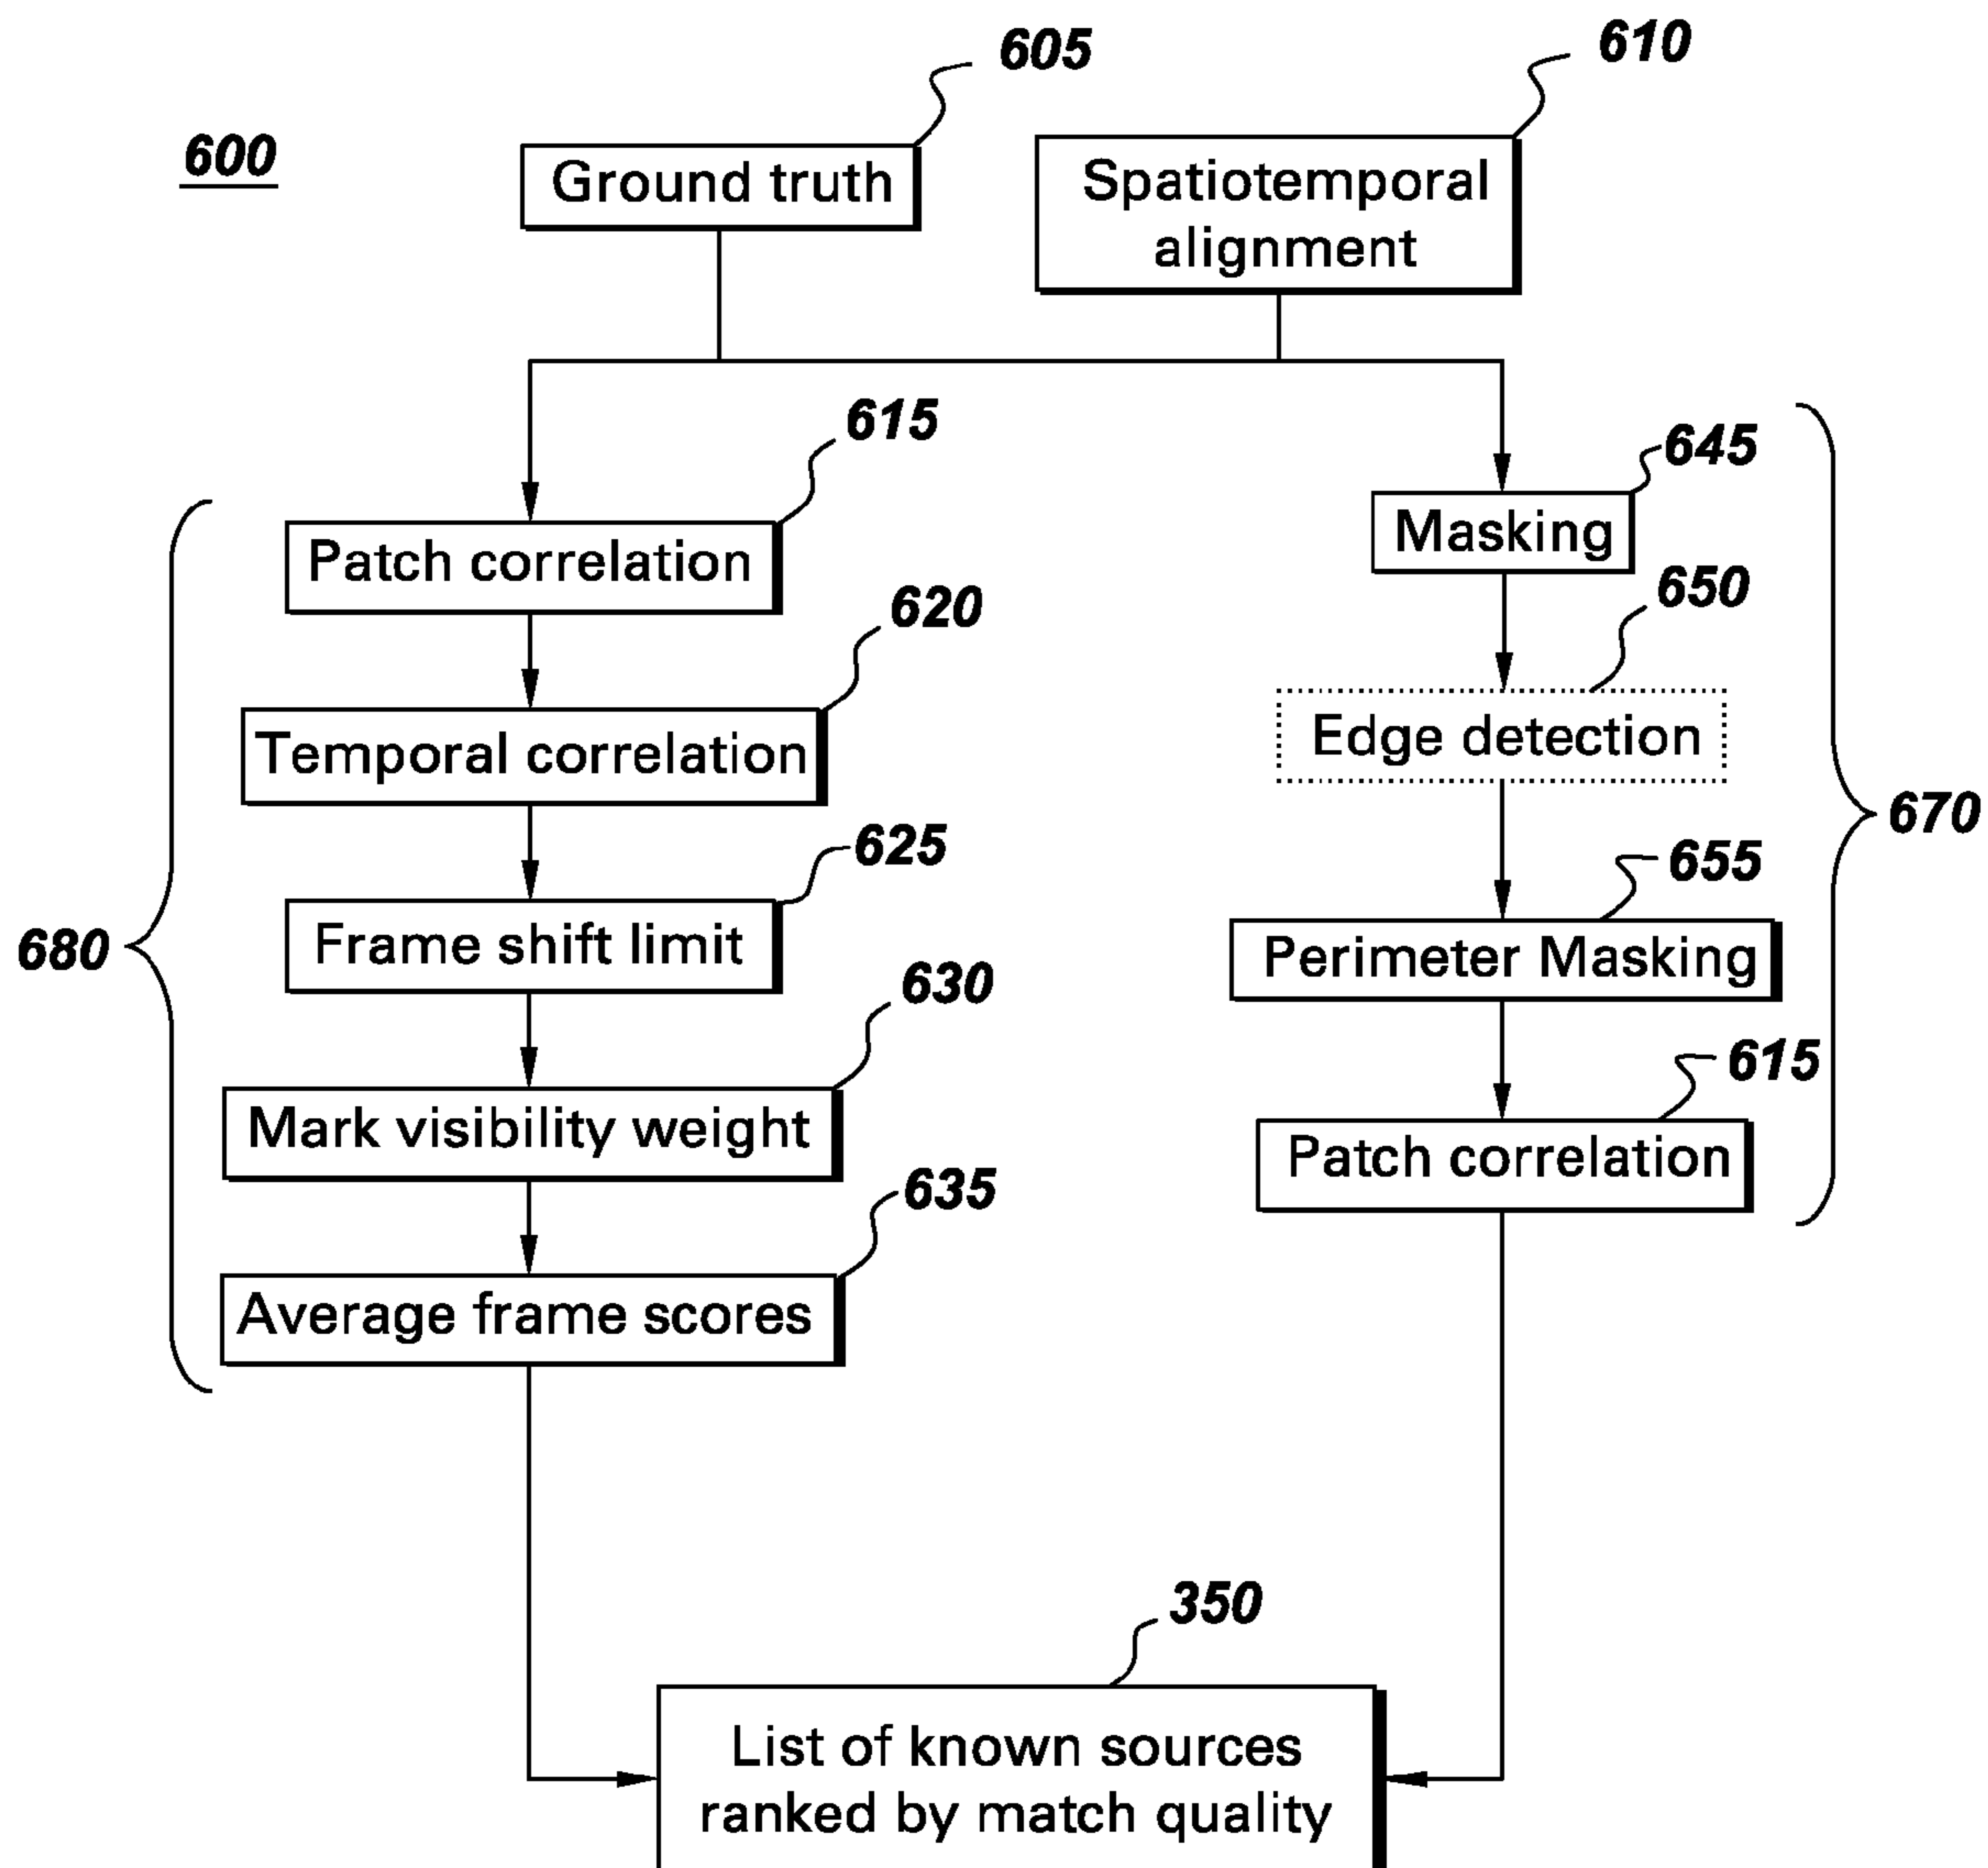 600
605
610
Ground truth
Spatiotemporal
alignment
615
Patch correlation
620
Temporal correlation
625
Frame shift limit
630
Mark visibility weight
635
Average frame scores
680
645
Masking
650
Edge detection
655
Perimeter Masking
615
Patch correlation
670
350
List of known sources
ranked by match quality